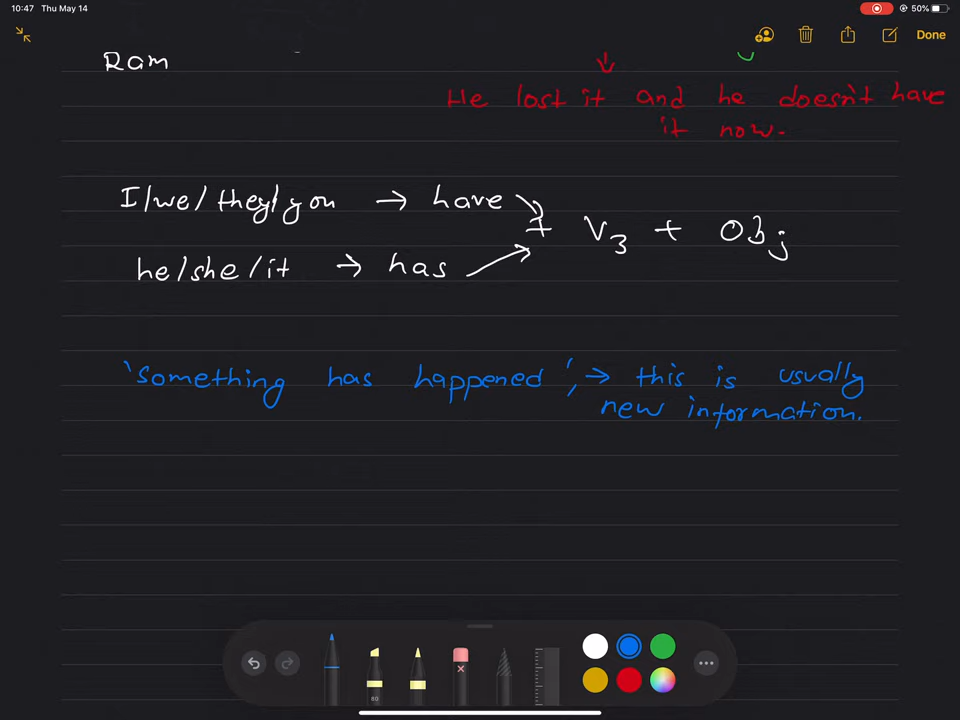 10:47 Thu May 14
50%
Done
Ram
He lost it and he doesn't have
it now.
I/we/they/you → have
+ V3 + Obj
he/she/it → has
'something has happened', → this is usually
new information.
80